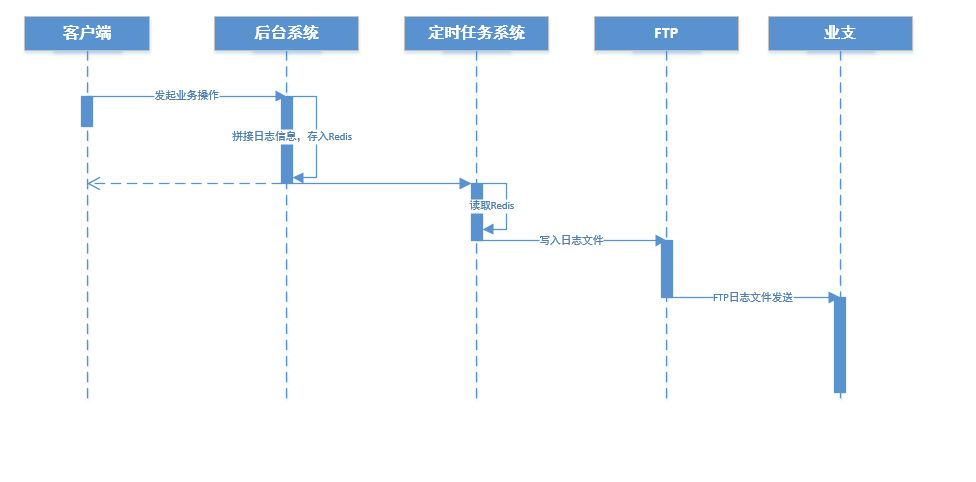 客户端
后台系统
定时任务系统
FTP
业支
发起业务操作
拼接日志信息，存入Redis
读取Redis
写入日志文件
FTP日志文件发送